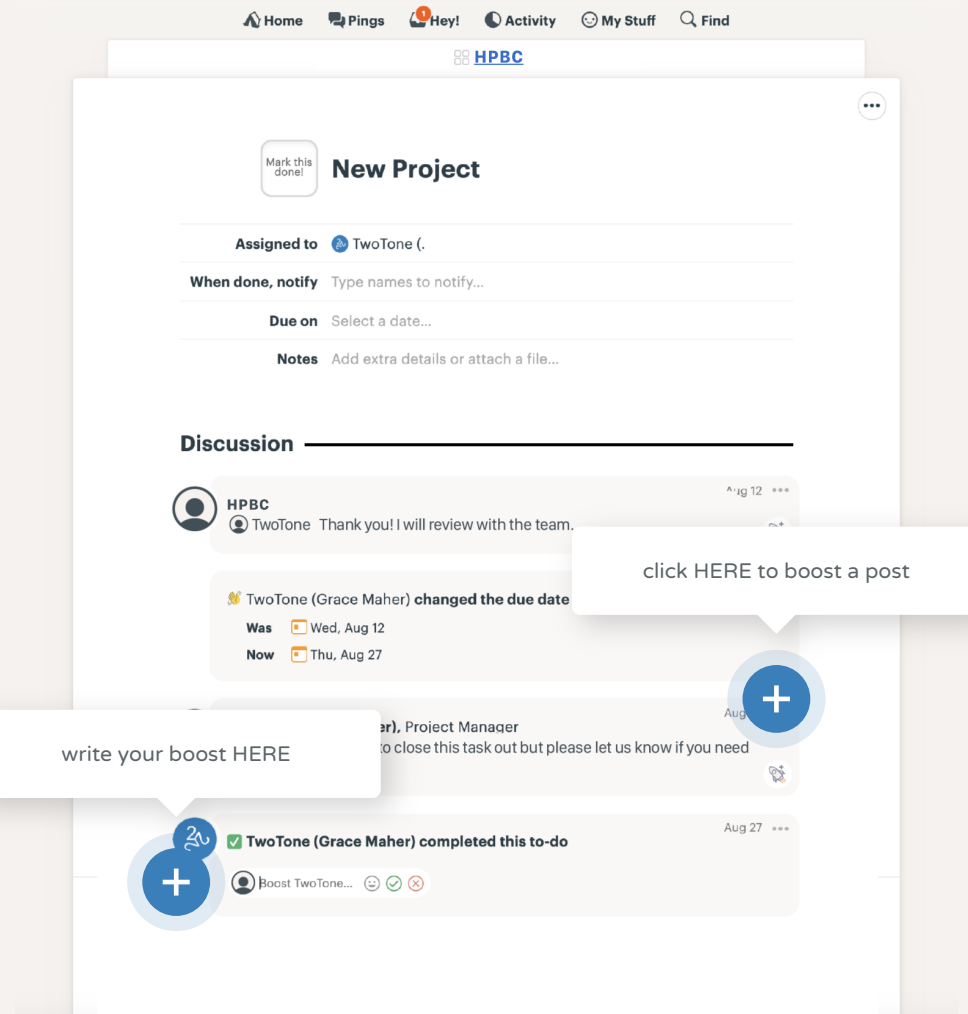 Home Pings 1 Hey! Activity My Stuff Find
HPBC
Mark this
done!
New Project
Assigned to TwoTone (.
When done, notify Type names to notify...
Due on Select a date...
Notes Add extra details or attach a file...
Discussion
Aug 12
HPBC
TwoTone Thank you! I will review with the team.
click HERE to boost a post
TwoTone (Grace Maher) changed the due date
Was Wed, Aug 12
Now Thu, Aug 27
Aug
er), Project Manager
to close this task out but please let us know if you need
write your boost HERE
Aug 27
TwoTone (Grace Maher) completed this to-do
Boost TwoTone...